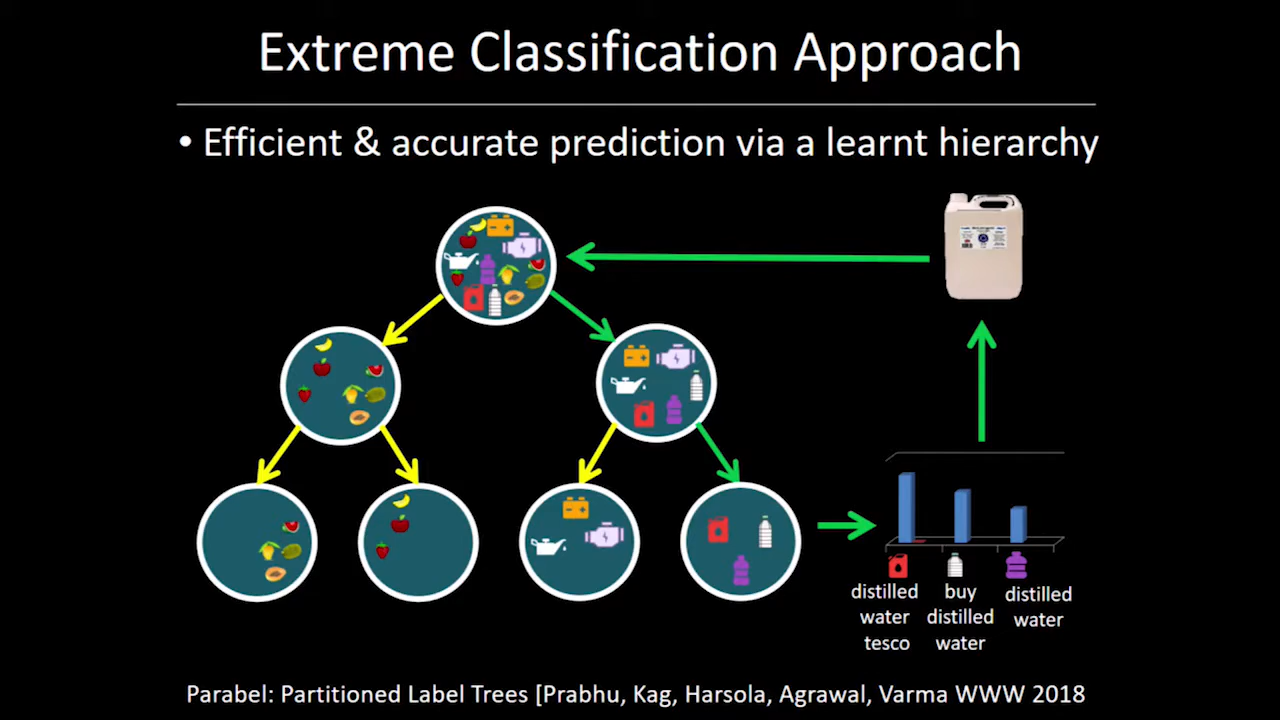 Extreme Classification Approach
• Efficient & accurate prediction via a learnt hierarchy
distilled
water
tesco
buy
distilled
water
distilled
water
Parabel: Partitioned Label Trees [Prabhu, Kag, Harsola, Agrawal, Varma WWW 2018